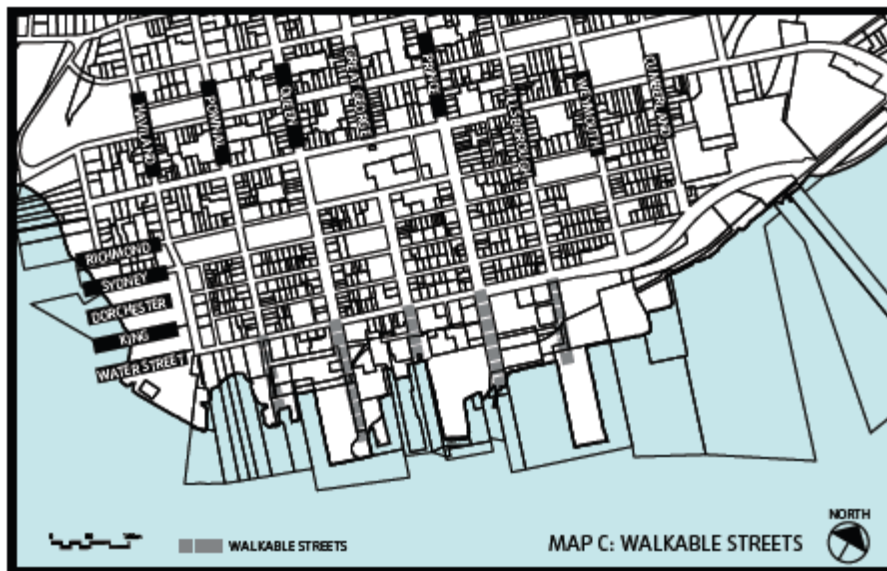 MAITLAND
POWNAL
QUEEN
GREAT GEORGE
PRINCE
HILLSBOROUGH
WEYMOUTH
CUMBERLAND
RICHMOND
SYDNEY
DORCHESTER
KING
WATER STREET
WALKABLE STREETS
MAP C: WALKABLE STREETS
NORTH